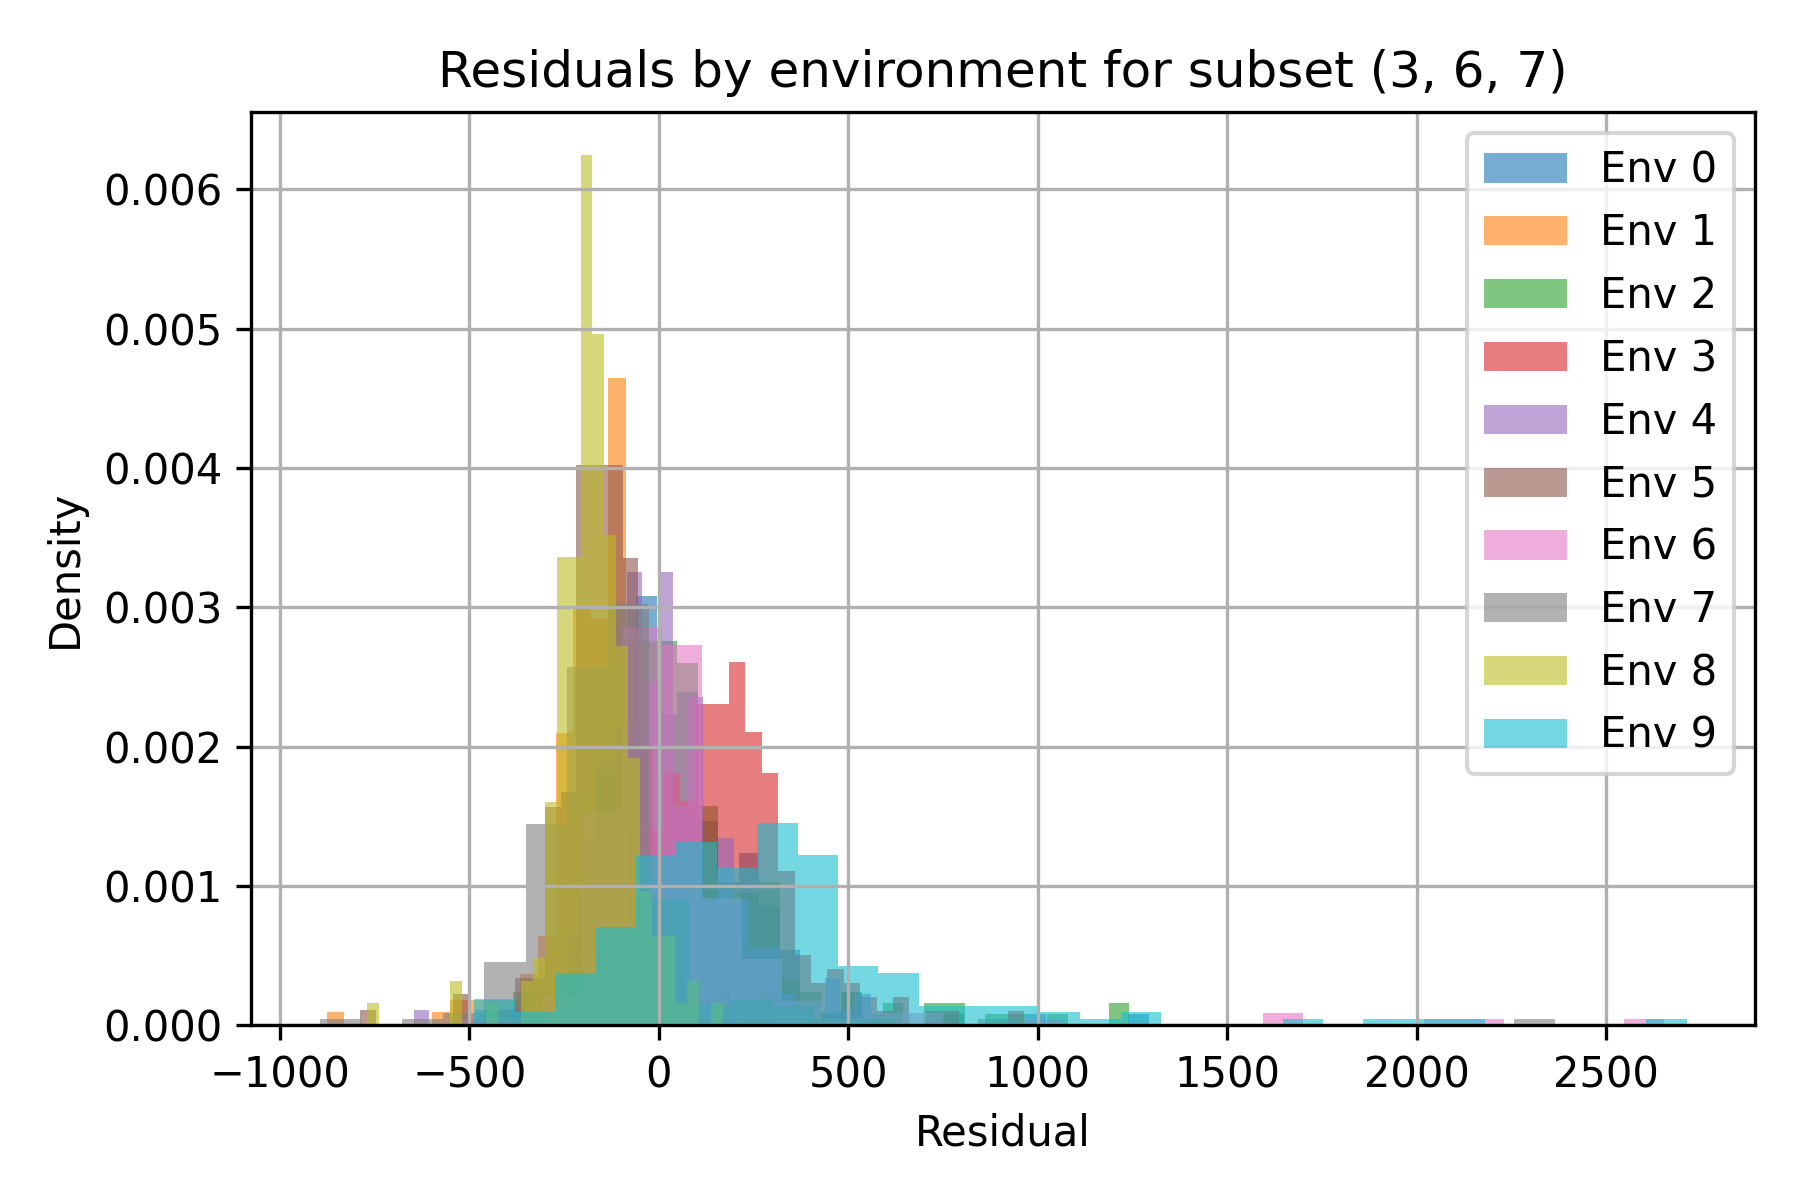 Residuals by environment for subset (3, 6, 7)
0.006
0.005
0.004
0.003
0.002
0.001
0.000
Density
−1000
−500
0
500
1000
1500
2000
2500
Residual
Env 0
Env 1
Env 2
Env 3
Env 4
Env 5
Env 6
Env 7
Env 8
Env 9